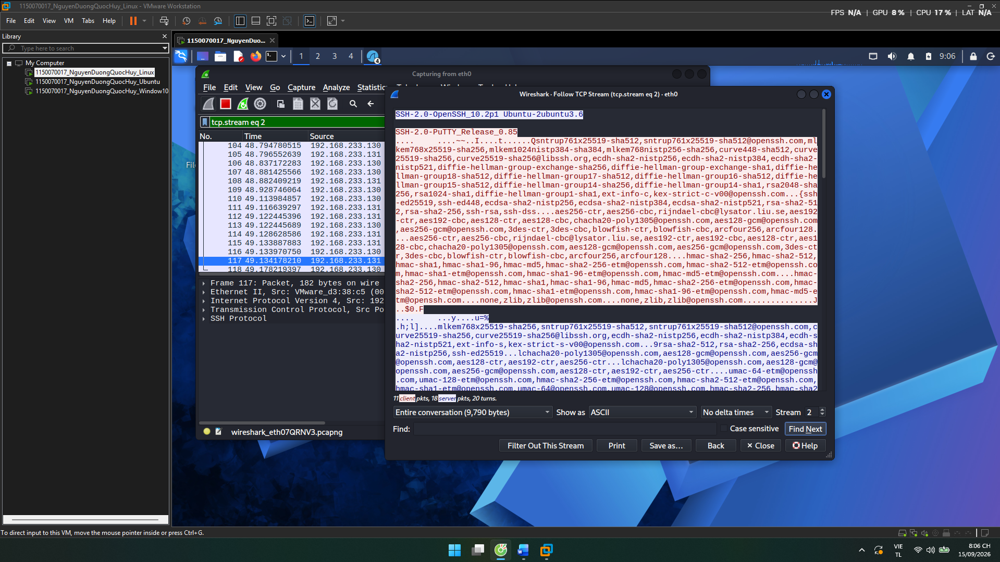 1150070017_NguyenDuongQuocHuy_Linux - VMware Workstation
FPS N/A | GPU 8 % | CPU 17 % | LAT N/A
File Edit View VM Tabs Help
Library
Type here to search
My Computer
1150070017_NguyenDuongQuocHuy_Linux
1150070017_NguyenDuongQuocHuy_Ubuntu
1150070017_NguyenDuongQuocHuy_Window10
1150070017_NguyenDuo...
1 2 3 4
4
9:06
Capturing from eth0
File Edit View Go Capture Analyze Statistic
tcp.stream eq 2
No. Time Source
104 48.794780515 192.168.233.130
105 48.796552639 192.168.233.131
106 48.837172283 192.168.233.130
107 48.881425566 192.168.233.130
108 48.882409219 192.168.233.131
109 48.928746064 192.168.233.130
110 49.113984857 192.168.233.130
111 49.116639297 192.168.233.131
112 49.122445396 192.168.233.131
113 49.122445689 192.168.233.130
114 49.128628586 192.168.233.131
115 49.133887883 192.168.233.131
116 49.133970750 192.168.233.130
117 49.134178210 192.168.233.131
118 49.178219397 192.168.233.130
Frame 117: Packet, 182 bytes on wire
Ethernet II, Src: VMware_d3:38:c5 (00
Internet Protocol Version 4, Src: 192
Transmission Control Protocol, Src Po
SSH Protocol
wireshark_eth07QRNV3.pcapng
Wireshark · Follow TCP Stream (tcp.stream eq 2) · eth0
SSH-2.0-OpenSSH_10.2p1 Ubuntu-2ubuntu3.6
SSH-2.0-PuTTY_Release_0.85
.... ....~~..I....t......Qsntrup761x25519-sha512,sntrup761x25519-sha512@openssh.com,ml
kem768x25519-sha256,mlkem1024nistp384-sha384,mlkem768nistp256-sha256,curve448-sha512,curve
25519-sha256,curve25519-sha256@libssh.org,ecdh-sha2-nistp256,ecdh-sha2-nistp384,ecdh-sha2-
nistp521,diffie-hellman-group-exchange-sha256,diffie-hellman-group-exchange-sha1,diffie-he
llman-group18-sha512,diffie-hellman-group17-sha512,diffie-hellman-group16-sha512,diffie-he
llman-group15-sha512,diffie-hellman-group14-sha256,diffie-hellman-group14-sha1,rsa2048-sha
256,rsa1024-sha1,diffie-hellman-group1-sha1,ext-info-c,kex-strict-c-v00@openssh.com...{ssh
-ed25519,ssh-ed448,ecdsa-sha2-nistp256,ecdsa-sha2-nistp384,ecdsa-sha2-nistp521,rsa-sha2-51
2,rsa-sha2-256,ssh-rsa,ssh-dss....aes256-ctr,aes256-cbc,rijndael-cbc@lysator.liu.se,aes192
-ctr,aes192-cbc,aes128-ctr,aes128-cbc,chacha20-poly1305@openssh.com,aes128-gcm@openssh.com
,aes256-gcm@openssh.com,3des-ctr,3des-cbc,blowfish-ctr,blowfish-cbc,arcfour256,arcfour128.
...aes256-ctr,aes256-cbc,rijndael-cbc@lysator.liu.se,aes192-ctr,aes192-cbc,aes128-ctr,aes1
28-cbc,chacha20-poly1305@openssh.com,aes128-gcm@openssh.com,aes256-gcm@openssh.com,3des-ct
r,3des-cbc,blowfish-ctr,blowfish-cbc,arcfour256,arcfour128....hmac-sha2-256,hmac-sha2-512,
hmac-sha1,hmac-sha1-96,hmac-md5,hmac-sha2-256-etm@openssh.com,hmac-sha2-512-etm@openssh.co
m,hmac-sha1-etm@openssh.com,hmac-sha1-96-etm@openssh.com,hmac-md5-etm@openssh.com....hmac-
sha2-256,hmac-sha2-512,hmac-sha1,hmac-sha1-96,hmac-md5,hmac-sha2-256-etm@openssh.com,hmac-
sha2-512-etm@openssh.com,hmac-sha1-etm@openssh.com,hmac-sha1-96-etm@openssh.com,hmac-md5-e
tm@openssh.com....none,zlib,zlib@openssh.com....none,zlib,zlib@openssh.com...............J
..$0.F
.... ...y....u=%
.h;l]....mlkem768x25519-sha256,sntrup761x25519-sha512,sntrup761x25519-sha512@openssh.com,c
urve25519-sha256,curve25519-sha256@libssh.org,ecdh-sha2-nistp256,ecdh-sha2-nistp384,ecdh-s
ha2-nistp521,ext-info-s,kex-strict-s-v00@openssh.com...9rsa-sha2-512,rsa-sha2-256,ecdsa-sh
a2-nistp256,ssh-ed25519...lchacha20-poly1305@openssh.com,aes128-gcm@openssh.com,aes256-gcm
@openssh.com,aes128-ctr,aes192-ctr,aes256-ctr...lchacha20-poly1305@openssh.com,aes128-gcm@
openssh.com,aes256-gcm@openssh.com,aes128-ctr,aes192-ctr,aes256-ctr....umac-64-etm@openssh
.com,umac-128-etm@openssh.com,hmac-sha2-256-etm@openssh.com,hmac-sha2-512-etm@openssh.com,
hmac-sha1-etm@openssh.com,umac-64@openssh.com,umac-128@openssh.com,hmac-sha2-256,hmac-sha2
11 client pkts, 18 server pkts, 20 turns.
Entire conversation (9,790 bytes) Show as ASCII No delta times Stream 2
Find: Case sensitive Find Next
Filter Out This Stream Print Save as… Back Close Help
To direct input to this VM, move the mouse pointer inside or press Ctrl+G.
VIE
TL
8:06 CH
15/09/2026